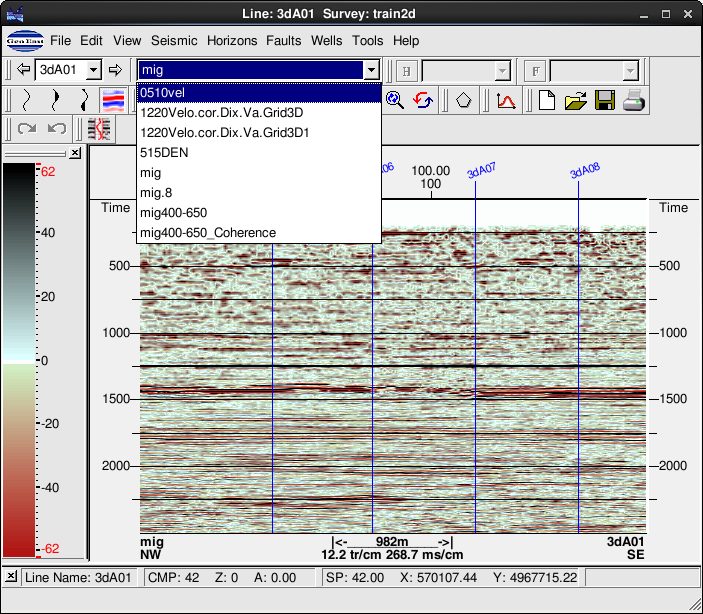 Line: 3dA01 Survey: train2d
GeoEast File Edit View Seismic Horizons Faults Wells Tools Help
3dA01 mig H F
0510vel
1220Velo.cor.Dix.Va.Grid3D
1220Velo.cor.Dix.Va.Grid3D1
515DEN
mig
mig.8
mig400-650
mig400-650_Coherence
62
40
20
0
-20
-40
-62
06 100.00 3dA07 3dA08
100
Time Time
500 500
1000 1000
1500 1500
2000 2000
mig |<- 982m ->| 3dA01
NW 12.2 tr/cm 268.7 ms/cm SE
Line Name: 3dA01 CMP: 42 Z: 0 A: 0.00 SP: 42.00 X: 570107.44 Y: 4967715.22